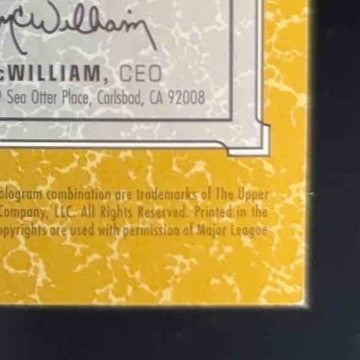 McWilliam
cWILLIAM, CEO
9 Sea Otter Place, Carlsbad, CA 92008
ologram combination are trademarks of The Upper
Company, LLC. All Rights Reserved. Printed in the
opyrights are used with permission of Major League